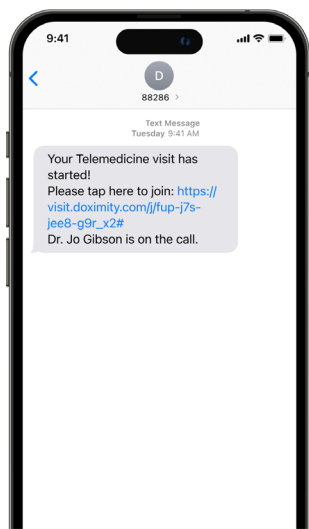 9:41
D
88286 >
Text Message
Tuesday 9:41 AM
Your Telemedicine visit has
started!
Please tap here to join: https://
visit.doximity.com/j/fup-j7s-
jee8-g9r_x2#
Dr. Jo Gibson is on the call.